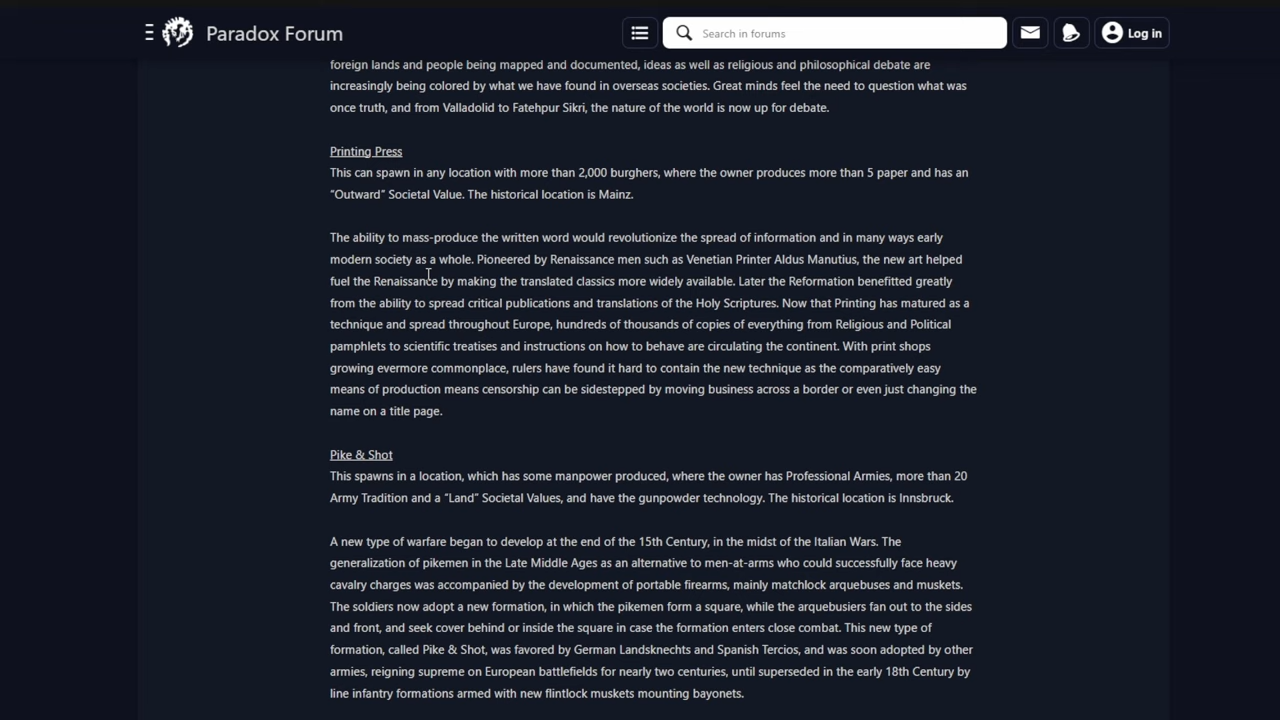 Paradox Forum
Search in forums
Log in
foreign lands and people being mapped and documented, ideas as well as religious and philosophical debate are
increasingly being colored by what we have found in overseas societies. Great minds feel the need to question what was
once truth, and from Valladolid to Fatehpur Sikri, the nature of the world is now up for debate.
Printing Press
This can spawn in any location with more than 2,000 burghers, where the owner produces more than 5 paper and has an
“Outward” Societal Value. The historical location is Mainz.
The ability to mass-produce the written word would revolutionize the spread of information and in many ways early
modern society as a whole. Pioneered by Renaissance men such as Venetian Printer Aldus Manutius, the new art helped
fuel the Renaissance by making the translated classics more widely available. Later the Reformation benefitted greatly
from the ability to spread critical publications and translations of the Holy Scriptures. Now that Printing has matured as a
technique and spread throughout Europe, hundreds of thousands of copies of everything from Religious and Political
pamphlets to scientific treatises and instructions on how to behave are circulating the continent. With print shops
growing evermore commonplace, rulers have found it hard to contain the new technique as the comparatively easy
means of production means censorship can be sidestepped by moving business across a border or even just changing the
name on a title page.
Pike & Shot
This spawns in a location, which has some manpower produced, where the owner has Professional Armies, more than 20
Army Tradition and a “Land” Societal Values, and have the gunpowder technology. The historical location is Innsbruck.
A new type of warfare began to develop at the end of the 15th Century, in the midst of the Italian Wars. The
generalization of pikemen in the Late Middle Ages as an alternative to men-at-arms who could successfully face heavy
cavalry charges was accompanied by the development of portable firearms, mainly matchlock arquebuses and muskets.
The soldiers now adopt a new formation, in which the pikemen form a square, while the arquebusiers fan out to the sides
and front, and seek cover behind or inside the square in case the formation enters close combat. This new type of
formation, called Pike & Shot, was favored by German Landsknechts and Spanish Tercios, and was soon adopted by other
armies, reigning supreme on European battlefields for nearly two centuries, until superseded in the early 18th Century by
line infantry formations armed with new flintlock muskets mounting bayonets.